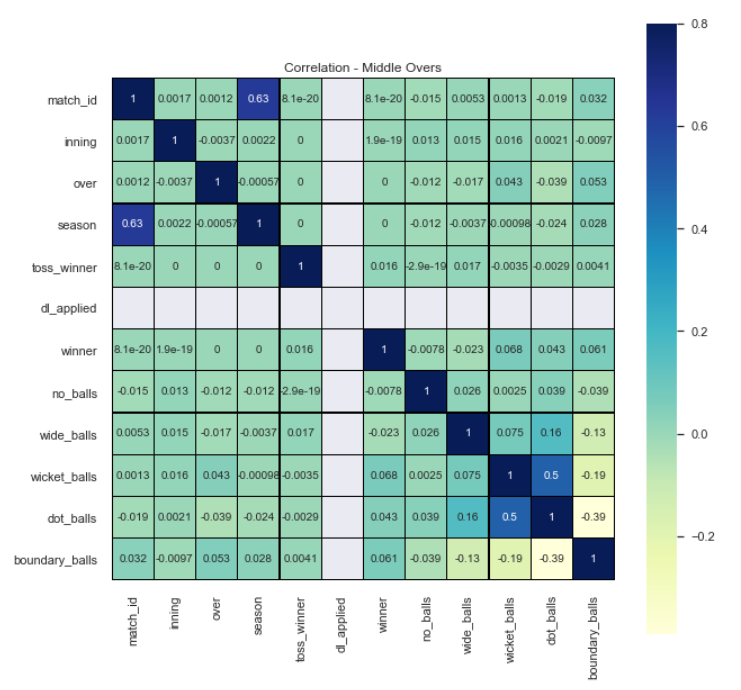 Correlation - Middle Overs
match_id 1 0.0017 0.0012 0.63 8.1e-20 8.1e-20 -0.015 0.0053 0.0013 -0.019 0.032
inning 0.0017 1 -0.0037 0.0022 0 1.9e-19 0.013 0.015 0.016 0.0021 -0.0097
over 0.0012 -0.0037 1 -0.00057 0 0 -0.012 -0.017 0.043 -0.039 0.053
season 0.63 0.0022 -0.00057 1 0 0 -0.012 -0.0037 -0.00098 -0.024 0.028
toss_winner 8.1e-20 0 0 0 1 0.016 -2.9e-19 0.017 -0.0035 -0.0029 0.0041
dl_applied
winner 8.1e-20 1.9e-19 0 0 0.016 1 -0.0078 -0.023 0.068 0.043 0.061
no_balls -0.015 0.013 -0.012 -0.012 -2.9e-19 -0.0078 1 0.026 0.0025 0.039 -0.039
wide_balls 0.0053 0.015 -0.017 -0.0037 0.017 -0.023 0.026 1 0.075 0.16 -0.13
wicket_balls 0.0013 0.016 0.043 -0.00098 -0.0035 0.068 0.0025 0.075 1 0.5 -0.19
dot_balls -0.019 0.0021 -0.039 -0.024 -0.0029 0.043 0.039 0.16 0.5 1 -0.39
boundary_balls 0.032 -0.0097 0.053 0.028 0.0041 0.061 -0.039 -0.13 -0.19 -0.39 1
match_id inning over season toss_winner dl_applied winner no_balls wide_balls wicket_balls dot_balls boundary_balls
0.8
0.6
0.4
0.2
0.0
-0.2